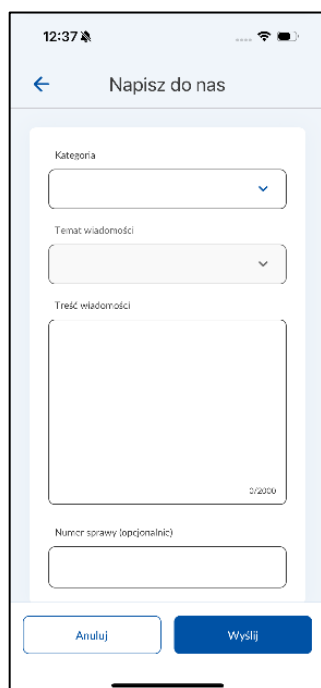 12:37
Napisz do nas
Kategoria
Temat wiadomości
Treść wiadomości
0/2000
Numer sprawy (opcjonalnie)
Anuluj
Wyślij